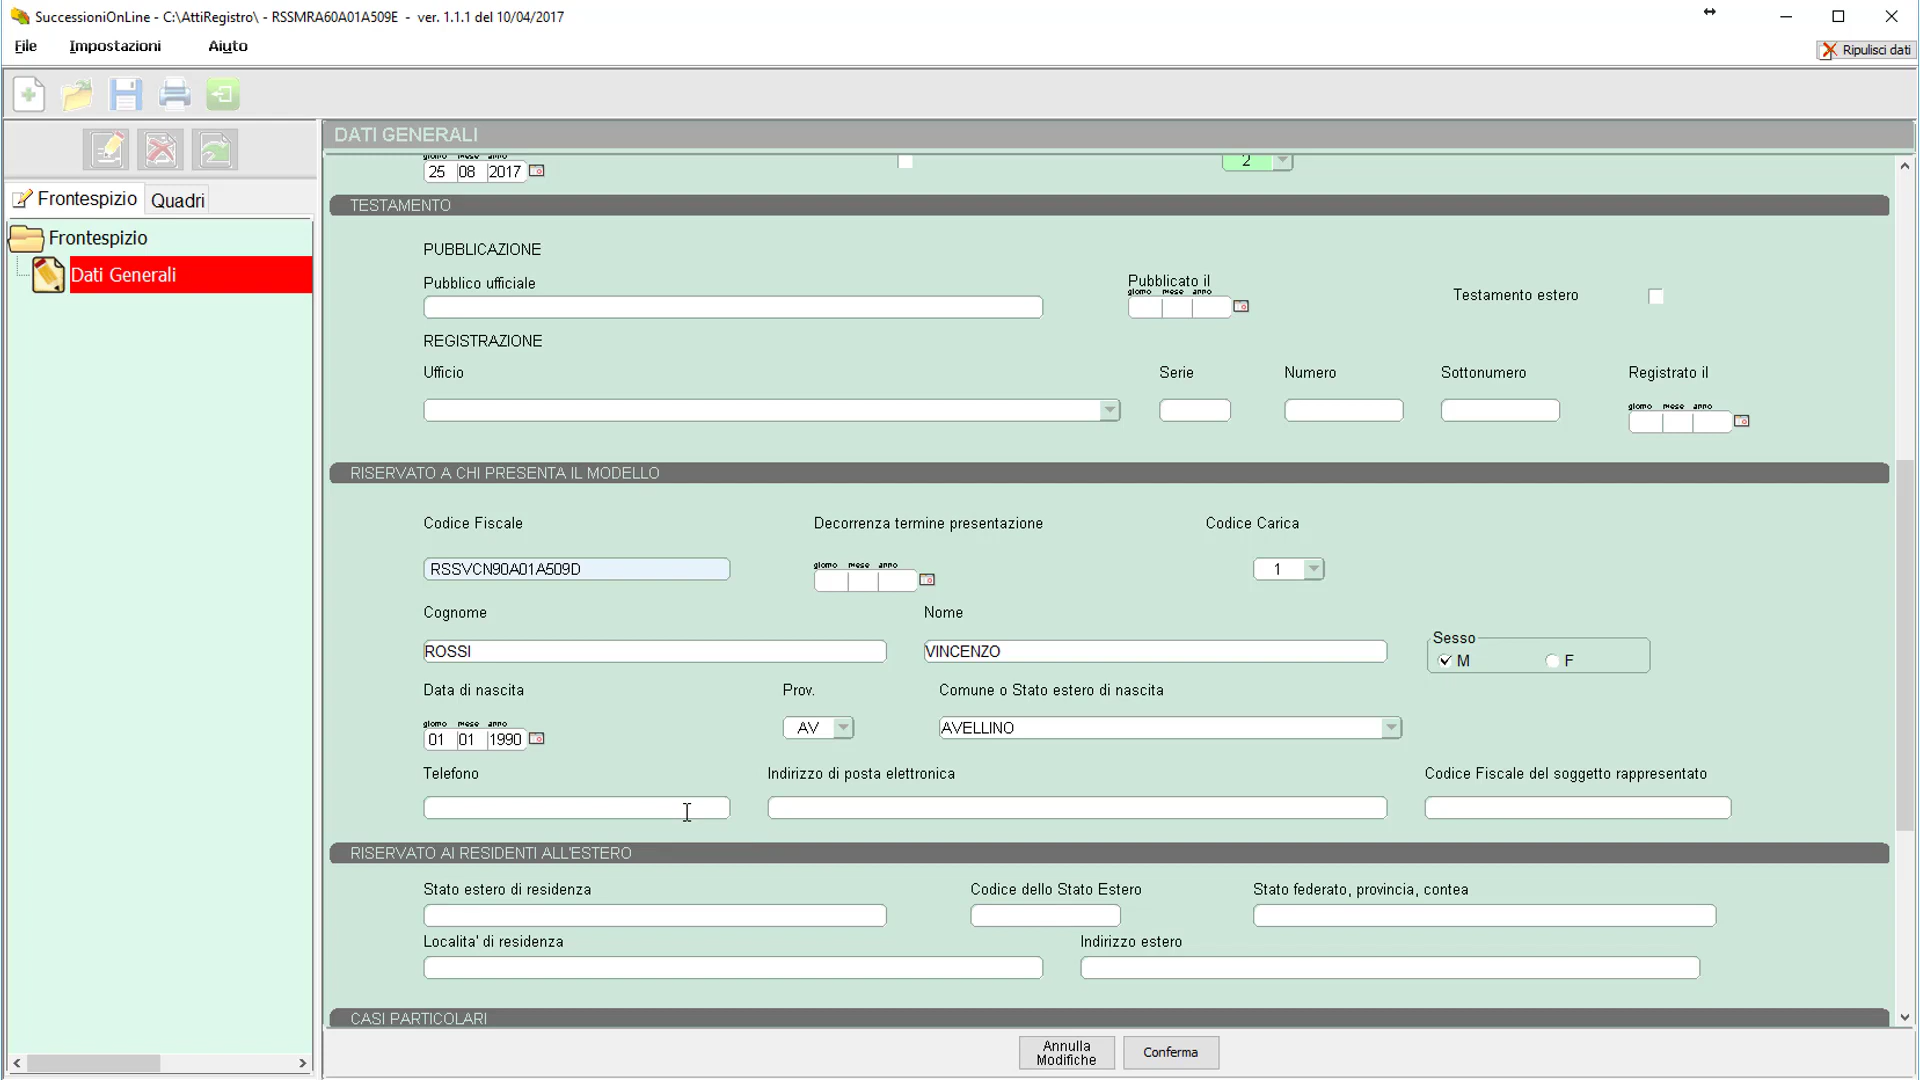 SuccessioniOnLine - C:\AttiRegistro\ - RSSMRA60A01A509E - ver. 1.1.1 del 10/04/2017
File Impostazioni Aiuto
Ripulisci dati
DATI GENERALI
Frontespizio Quadri
Frontespizio
Dati Generali
giorno mese anno
25 08 2017
2
TESTAMENTO
PUBBLICAZIONE
Pubblico ufficiale Pubblicato il
giorno mese anno
Testamento estero
REGISTRAZIONE
Ufficio Serie Numero Sottonumero Registrato il
giorno mese anno
RISERVATO A CHI PRESENTA IL MODELLO
Codice Fiscale Decorrenza termine presentazione Codice Carica
giorno mese anno
RSSVCN90A01A509D 1
Cognome Nome
Sesso
ROSSI VINCENZO M F
Data di nascita Prov. Comune o Stato estero di nascita
giorno mese anno
01 01 1990 AV AVELLINO
Telefono Indirizzo di posta elettronica Codice Fiscale del soggetto rappresentato
RISERVATO AI RESIDENTI ALL'ESTERO
Stato estero di residenza Codice dello Stato Estero Stato federato, provincia, contea
Localita' di residenza Indirizzo estero
CASI PARTICOLARI
Annulla
Modifiche
Conferma